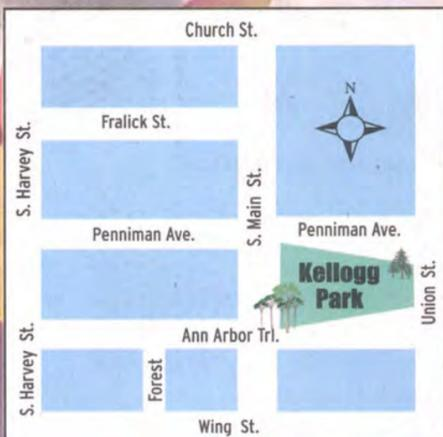 Church St.
N
Fralick St.
S. Harvey St.
S. Main St.
Penniman Ave.
Penniman Ave.
Kellogg
Park
Union St.
Ann Arbor Trl.
S. Harvey St.
Forest
Wing St.